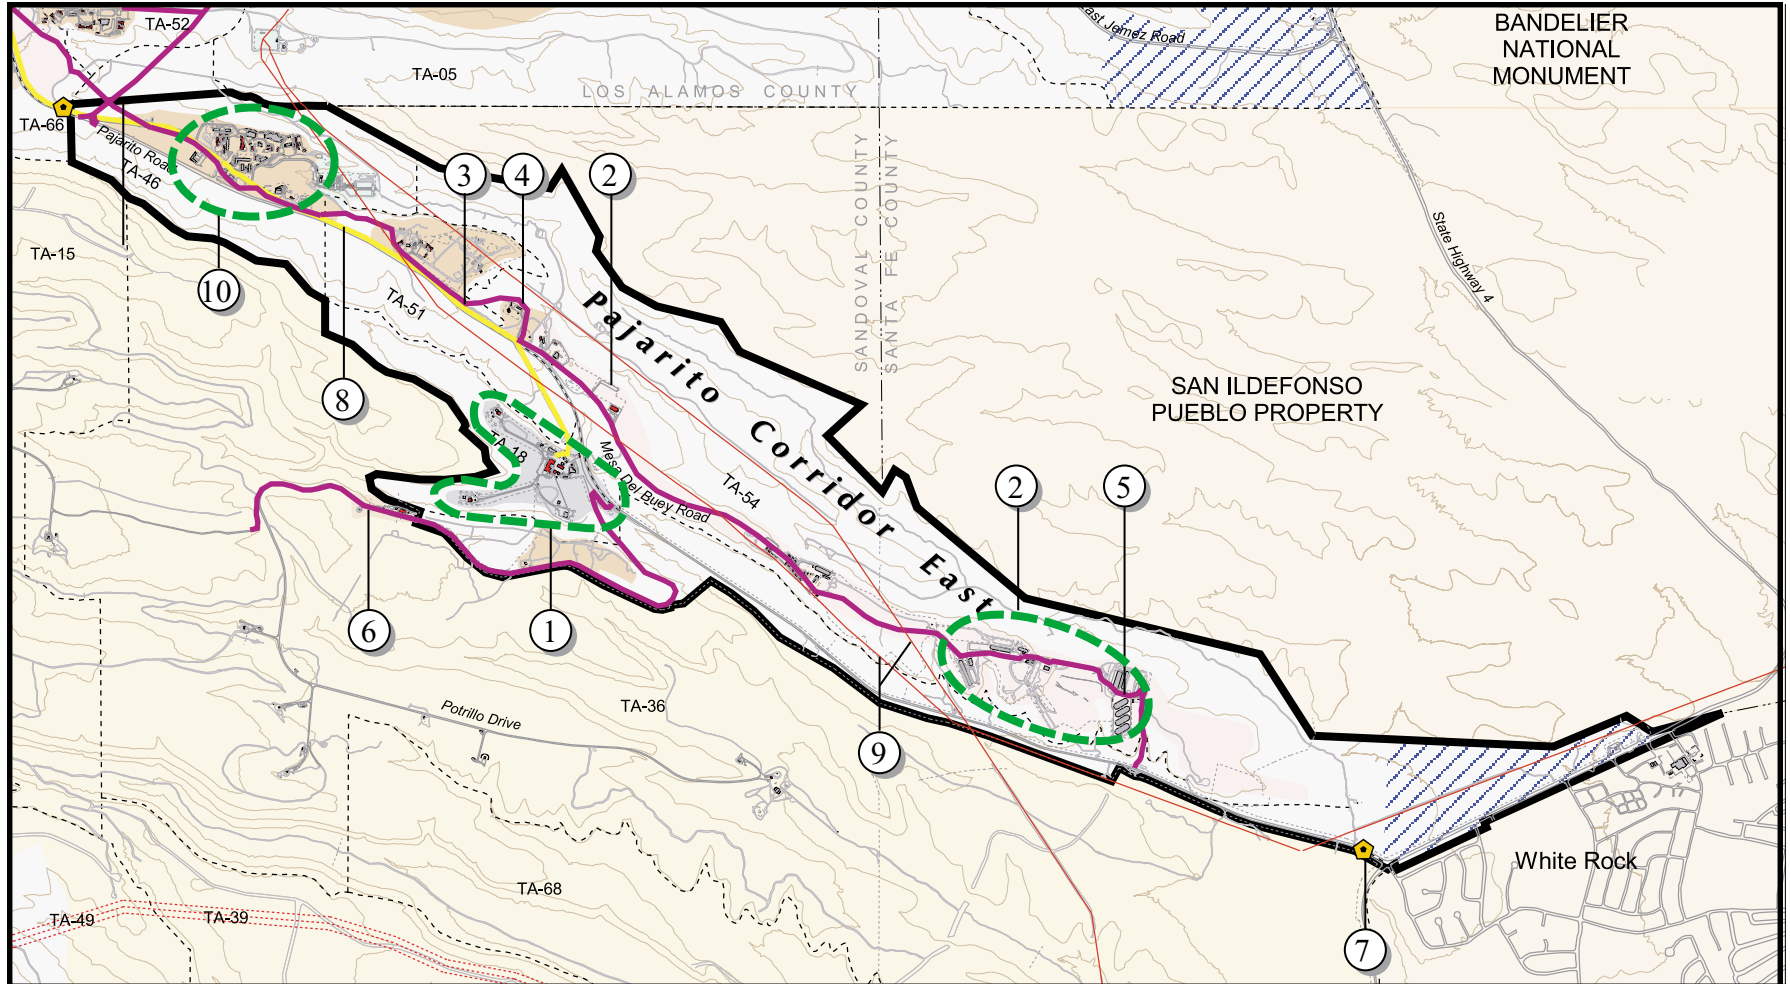 TA-52
East Jemez Road
BANDELIER
NATIONAL
MONUMENT
TA-05
LOS ALAMOS COUNTY
TA-66
Pajarito Road
TA-46
SANDOVAL COUNTY
SANTA FE COUNTY
3
4
2
State Highway 4
TA-15
10
TA-51
Pajarito Corridor East
SAN ILDEFONSO
PUEBLO PROPERTY
8
TA-18
Mesa Del Buey Road
TA-54
2
5
6
1
TA-36
Potrillo Drive
9
White Rock
TA-68
TA-49
TA-39
7